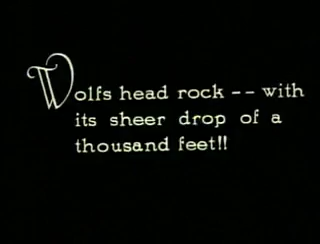 Wolfs head rock -- with
its sheer drop of a
thousand feet!!